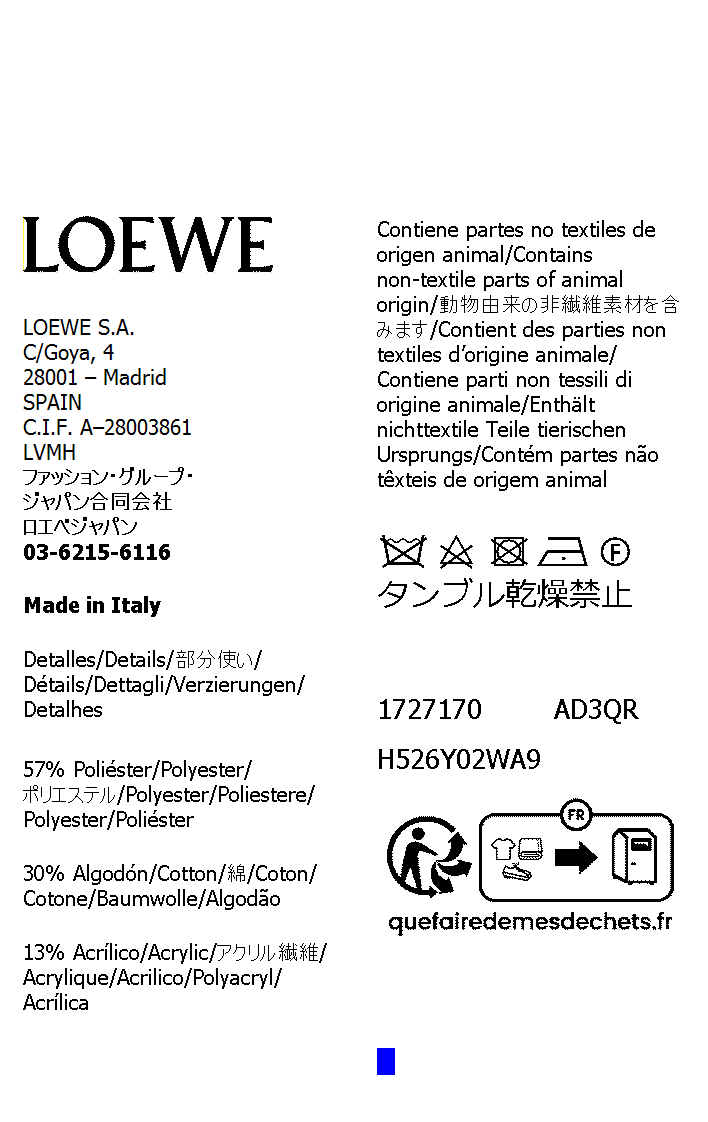 LOEWE
LOEWE S.A.
C/Goya, 4
28001 – Madrid
SPAIN
C.I.F. A–28003861
LVMH
ファッション・グループ・
ジャパン合同会社
ロエベジャパン
03-6215-6116
Made in Italy
Detalles/Details/部分使い/
Détails/Dettagli/Verzierungen/
Detalhes
57% Poliéster/Polyester/
ポリエステル/Polyester/Poliestere/
Polyester/Poliéster
30% Algodón/Cotton/綿/Coton/
Cotone/Baumwolle/Algodão
13% Acrílico/Acrylic/アクリル繊維/
Acrylique/Acrilico/Polyacryl/
Acrílica
Contiene partes no textiles de
origen animal/Contains
non-textile parts of animal
origin/動物由来の非繊維素材を含
みます/Contient des parties non
textiles d’origine animale/
Contiene parti non tessili di
origine animale/Enthält
nichttextile Teile tierischen
Ursprungs/Contém partes não
têxteis de origem animal
F
タンブル乾燥禁止
1727170 AD3QR
H526Y02WA9
FR
quefairedemesdechets.fr